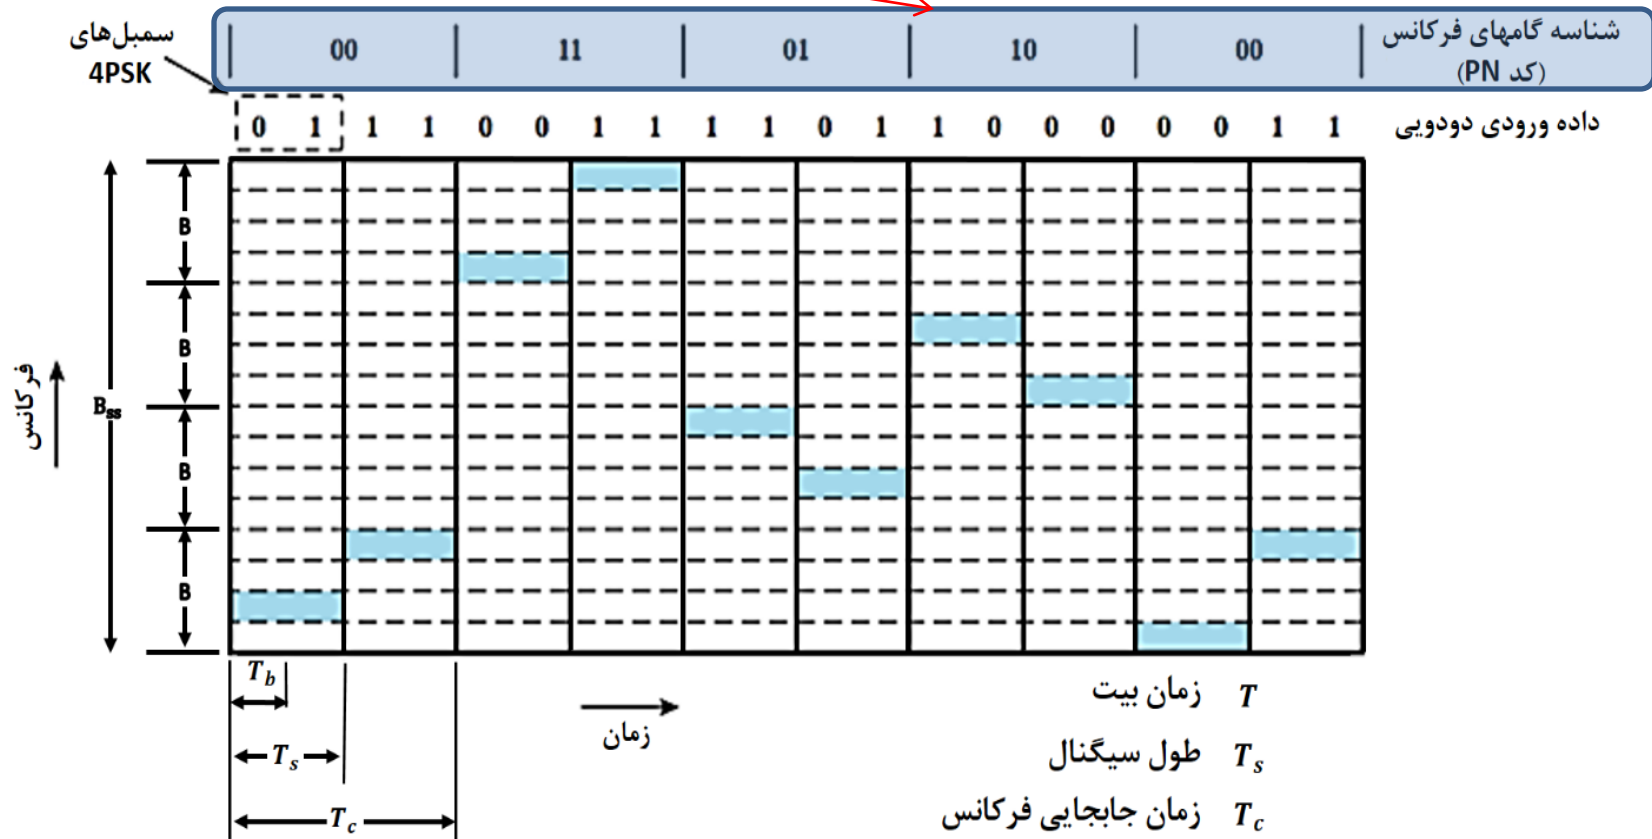 سمبل‌های
4PSK
00 11 01 10 00
شناسه گامهای فرکانس
(کد PN)
0 1 1 1 0 0 1 1 1 1 0 1 1 0 0 0 0 0 1 1
داده ورودی دودویی
B
B
B
B
Bss
فرکانس
Tb
Ts
Tc
زمان
T زمان بیت
Ts طول سیگنال
Tc زمان جابجایی فرکانس